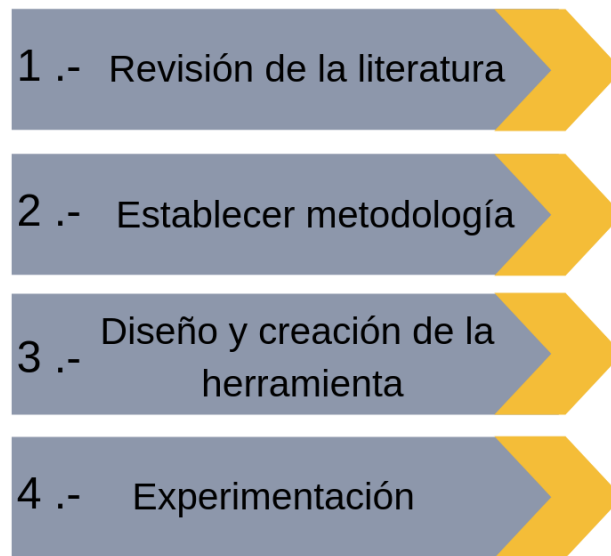 1 .- Revisión de la literatura
2 .- Establecer metodología
3 .- Diseño y creación de la
herramienta
4 .- Experimentación